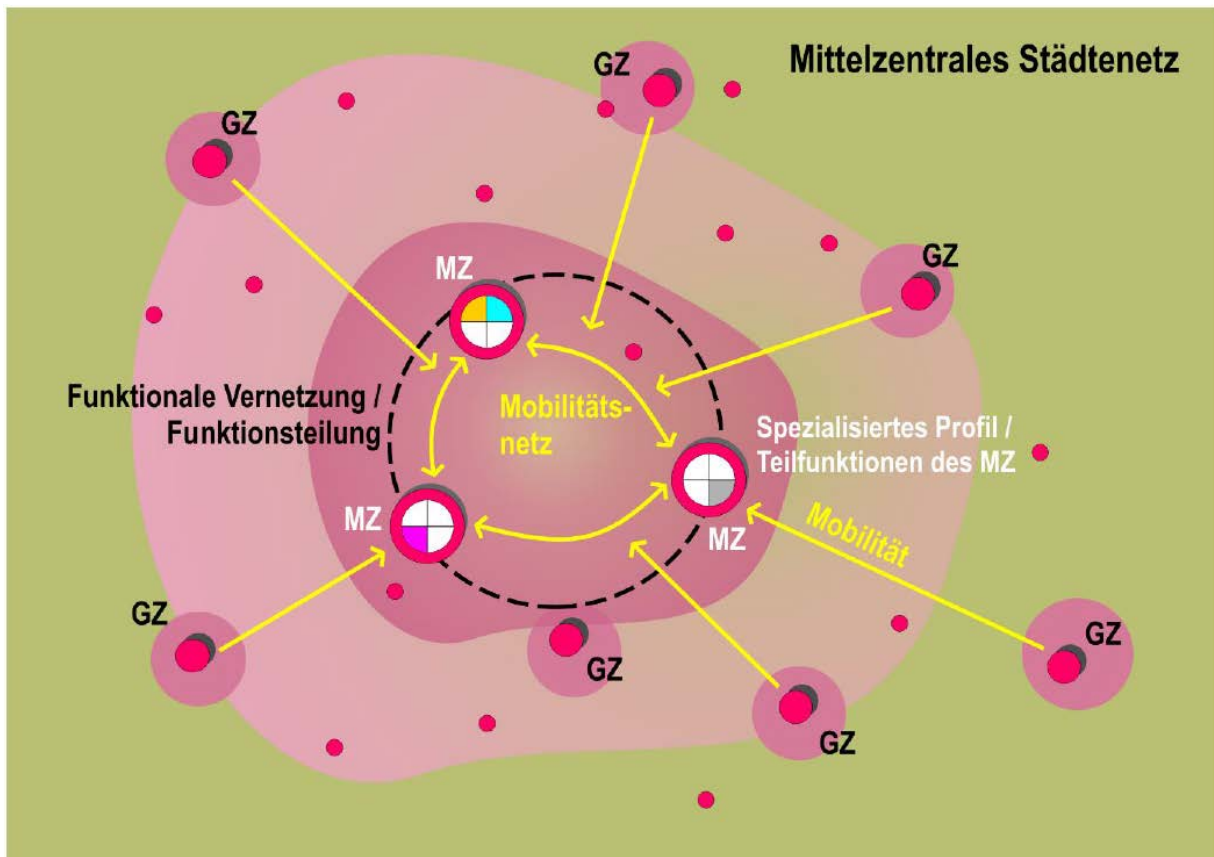 Mittelzentrales Städtenetz
GZ
GZ
GZ
MZ
Funktionale Vernetzung /
Funktionsteilung
Mobilitäts-
netz
Spezialisiertes Profil /
Teilfunktionen des MZ
MZ
MZ
Mobilität
GZ
GZ
GZ
GZ